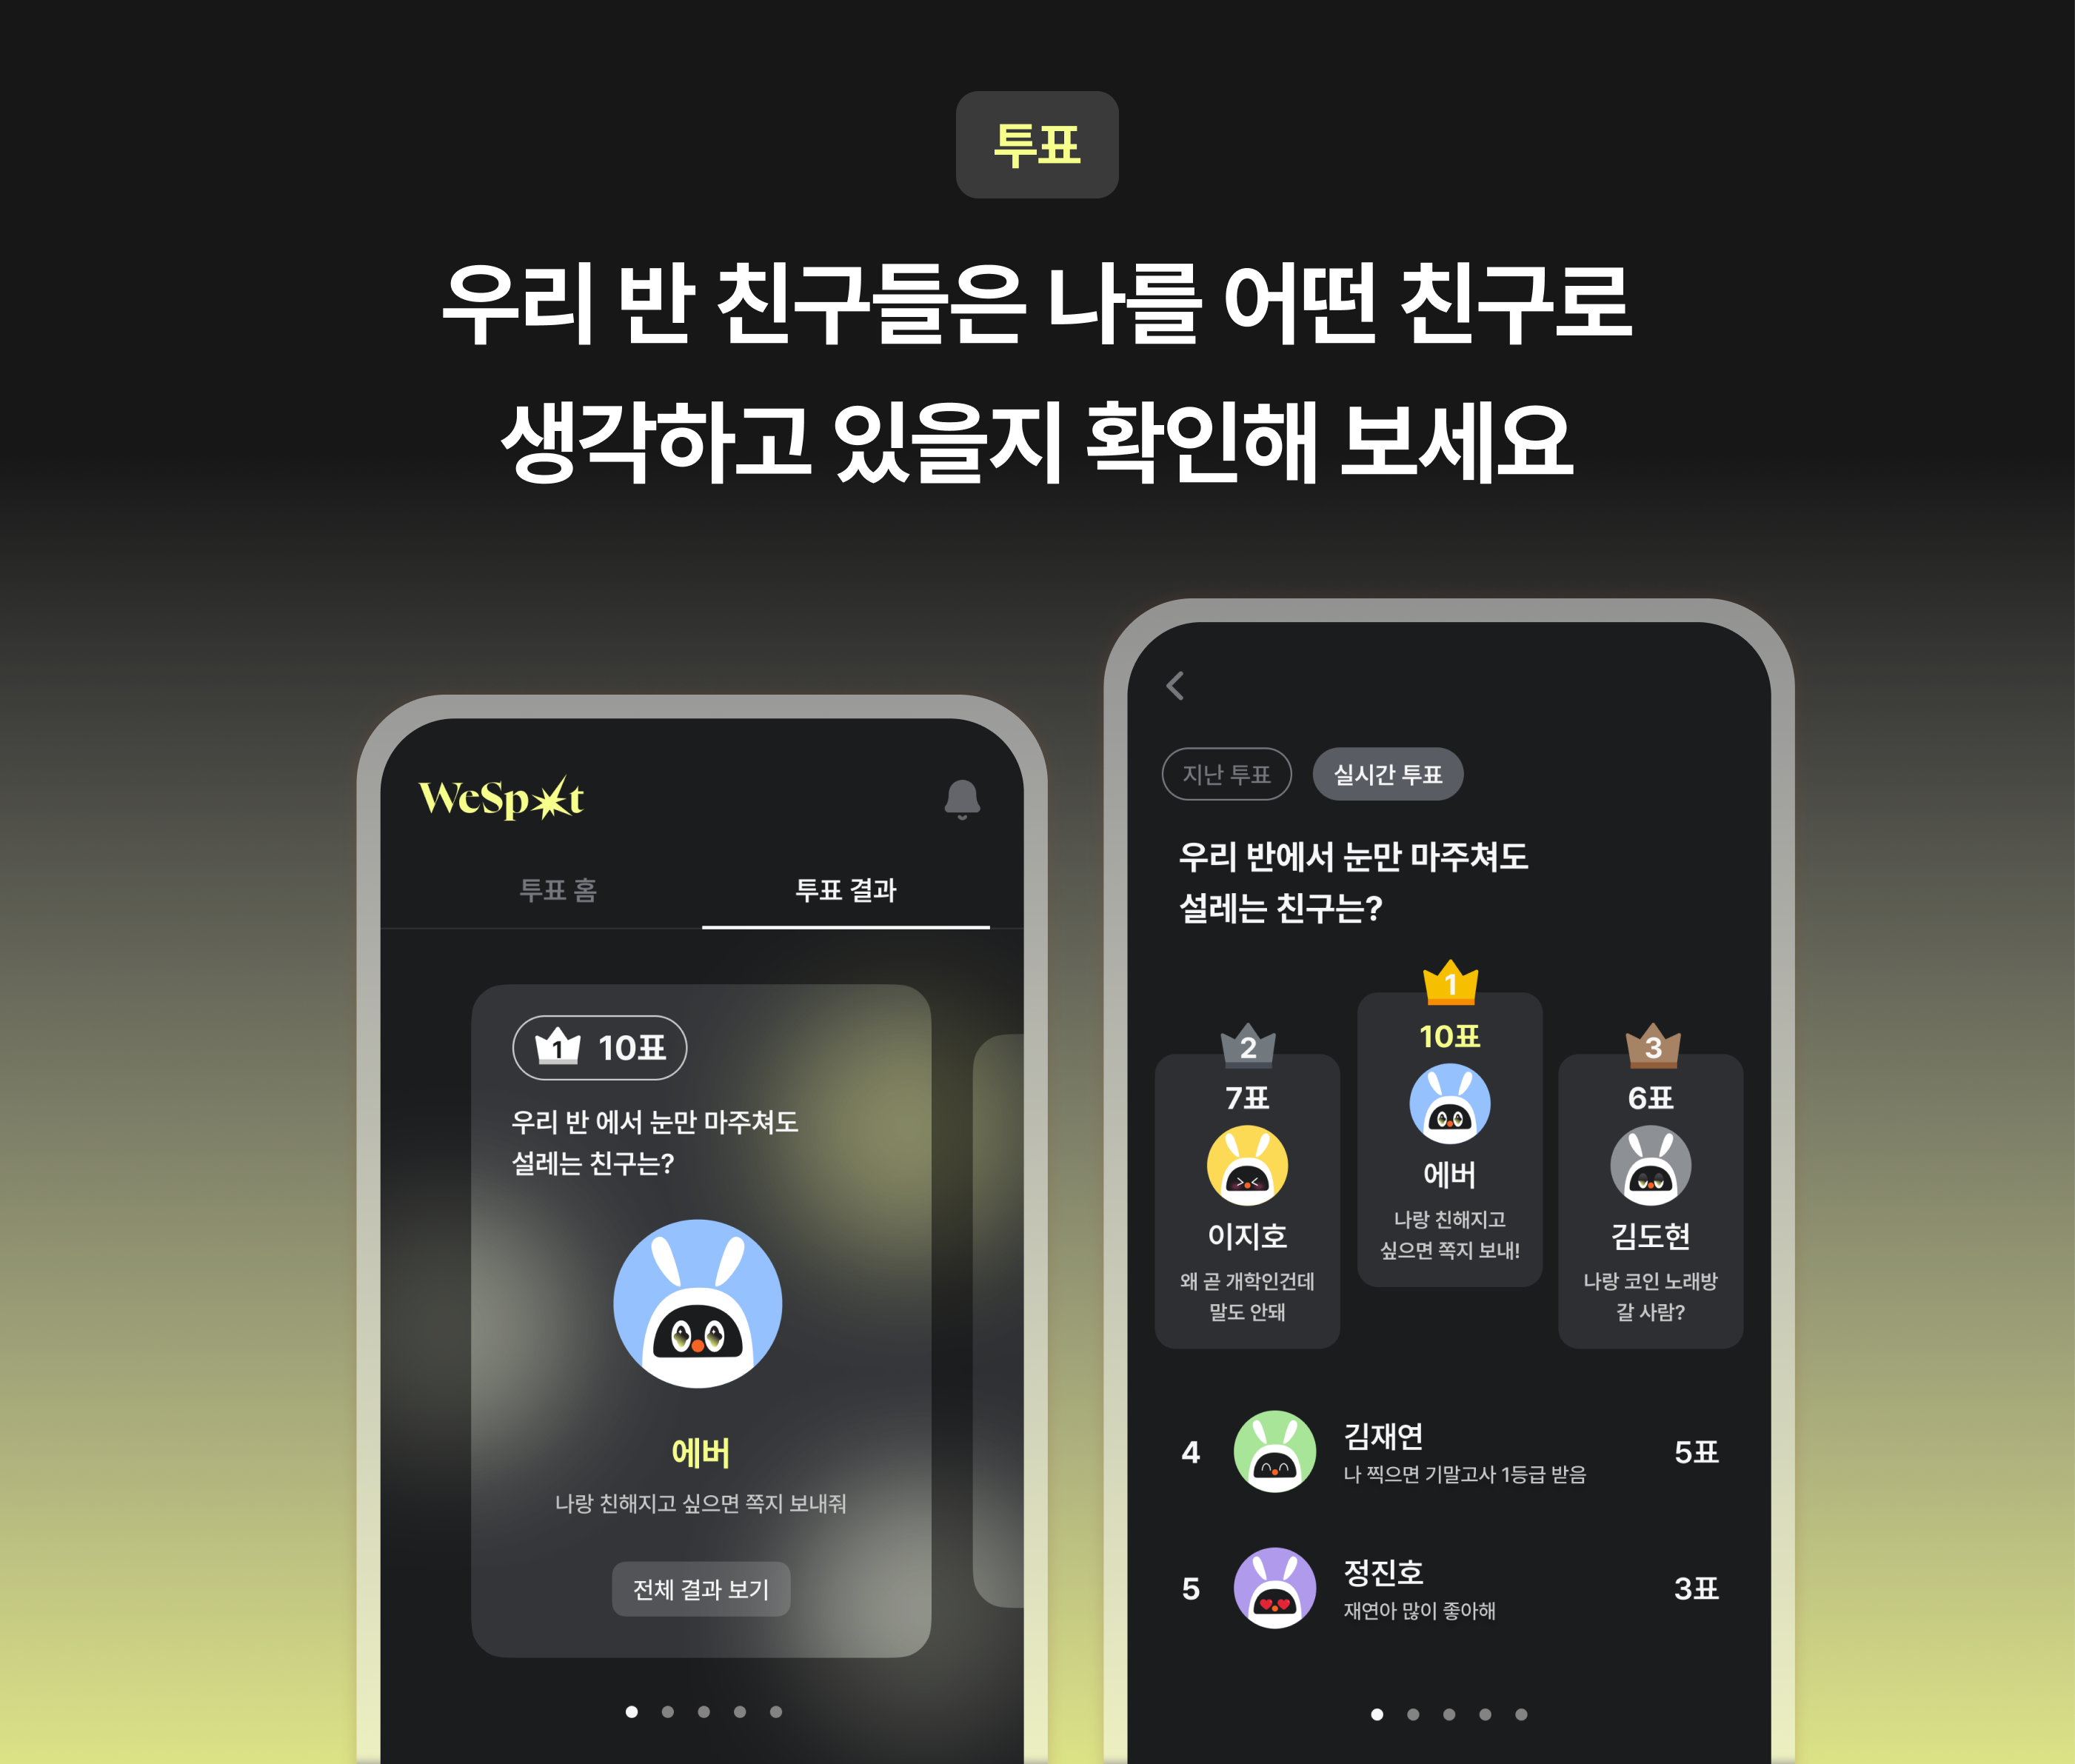 투표
우리 반 친구들은 나를 어떤 친구로
생각하고 있을지 확인해 보세요
WeSpot
투표 홈
투표 결과
1 10표
우리 반 에서 눈만 마주쳐도
설레는 친구는?
에버
나랑 친해지고 싶으면 쪽지 보내줘
전체 결과 보기
지난 투표
실시간 투표
우리 반에서 눈만 마주쳐도
설레는 친구는?
1
10표
에버
나랑 친해지고
싶으면 쪽지 보내!
2
7표
이지호
왜 곧 개학인건데
말도 안돼
3
6표
김도현
나랑 코인 노래방
갈 사람?
4
김재연
나 찍으면 기말고사 1등급 받음
5표
5
정진호
재연아 많이 좋아해
3표